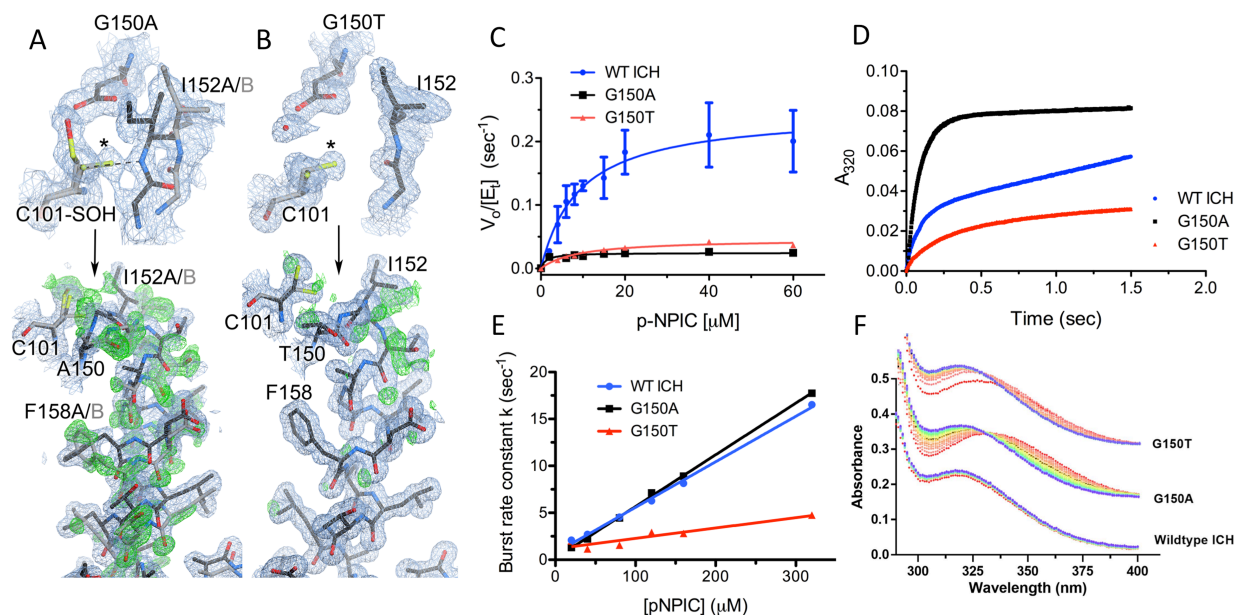 A
G150A
I152A/B
*
C101-SOH
I152A/B
C101
A150
F158A/B
B
G150T
I152
*
C101
I152
C101
T150
F158
C
WT ICH
G150A
G150T
V₀/[Eₜ] (sec⁻¹)
0.3
0.2
0.1
0.0
0
20
40
60
p-NPIC [µM]
D
A₃₂₀
0.10
0.08
0.06
0.04
0.02
0.00
0.0
0.5
1.0
1.5
2.0
WT ICH
G150A
G150T
Time (sec)
E
WT ICH
G150A
G150T
Burst rate constant k (sec⁻¹)
20
15
10
5
0
0
100
200
300
[pNPIC] (µM)
F
Absorbance
0.5
0.4
0.3
0.2
0.1
0.0
300
325
350
375
400
G150T
G150A
Wildtype ICH
Wavelength (nm)